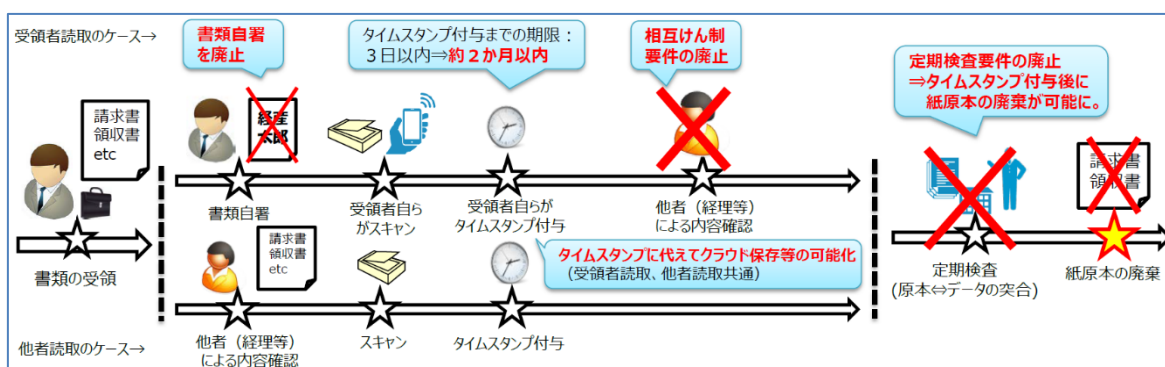 受領者読取のケース→
書類自署
を廃止
タイムスタンプ付与までの期限：
３日以内⇒約２か月以内
相互けん制
要件の廃止
定期検査要件の廃止
⇒タイムスタンプ付与後に
紙原本の廃棄が可能に。
請求書
領収書
etc
経産
太郎
請求書
領収書
書類の受領
書類自署
受領者自ら
がスキャン
受領者自らが
タイムスタンプ付与
他者（経理等）
による内容確認
請求書
領収書
etc
タイムスタンプに代えてクラウド保存等の可能化
（受領者読取、他者読取共通）
定期検査
(原本⇔データの突合)
紙原本の廃棄
他者読取のケース→
他者（経理等）
による内容確認
スキャン
タイムスタンプ付与